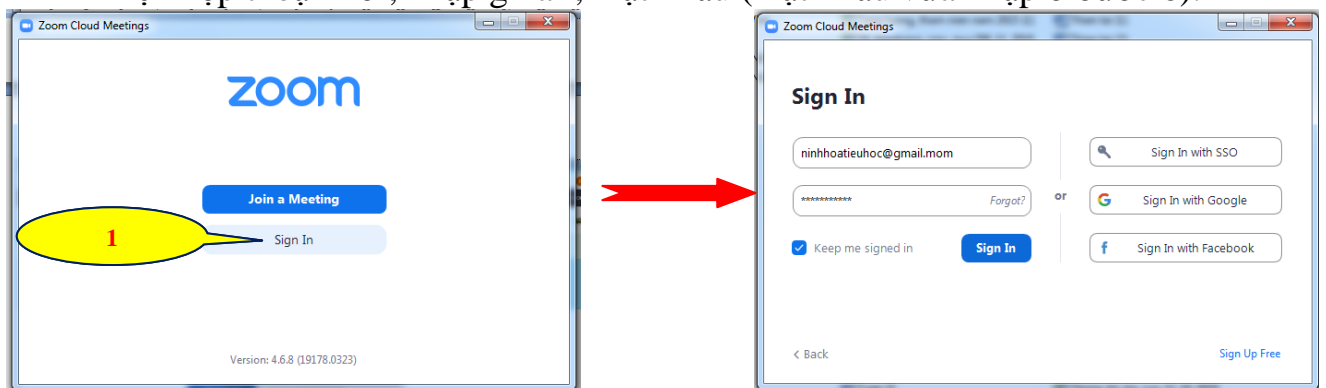 Zoom Cloud Meetings
zoom
Join a Meeting
1
Sign In
Version: 4.6.8 (19178.0323)
Zoom Cloud Meetings
Sign In
ninhhoatieuhoc@gmail.mom
*********** Forgot?
Keep me signed in
Sign In
or
Sign In with SSO
Sign In with Google
Sign In with Facebook
< Back
Sign Up Free